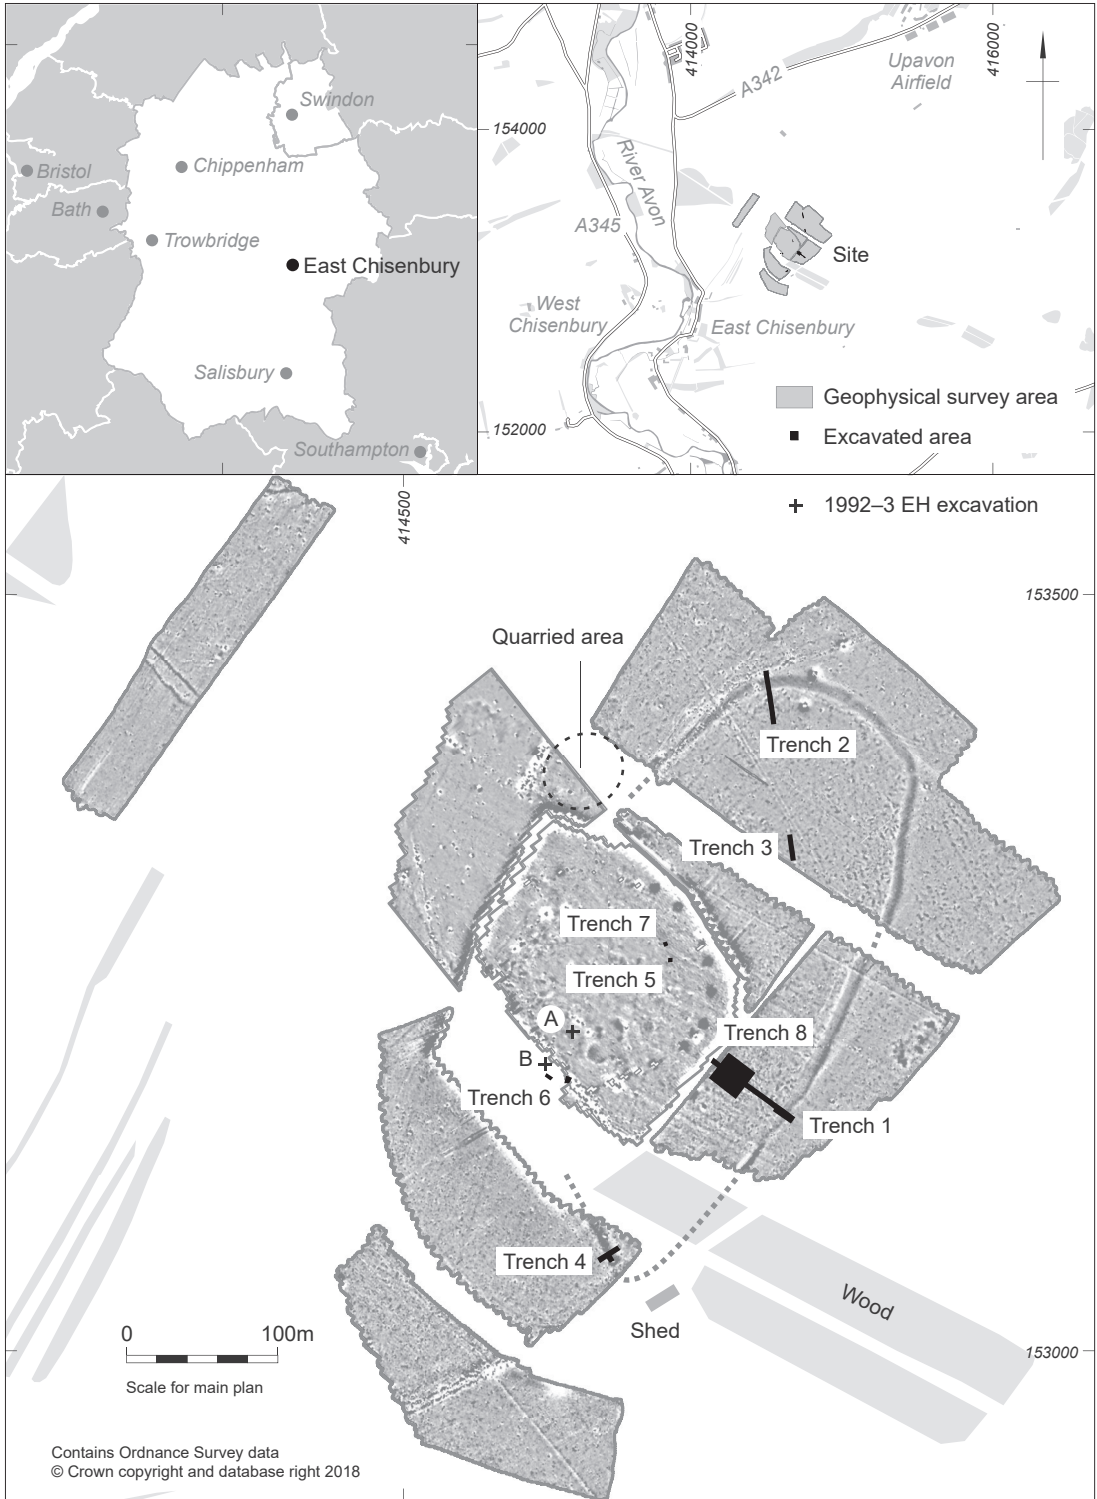 Swindon
Chippenham
Bristol
Bath
Trowbridge
East Chisenbury
Salisbury
Southampton
414000
416000
Upavon
Airfield
A342
154000
River Avon
A345
Site
West
Chisenbury
East Chisenbury
Geophysical survey area
Excavated area
152000
414500
1992–3 EH excavation
153500
Quarried area
Trench 2
Trench 3
Trench 7
Trench 5
A
Trench 8
B
Trench 6
Trench 1
Trench 4
Wood
Shed
0 100m
153000
Scale for main plan
Contains Ordnance Survey data
© Crown copyright and database right 2018